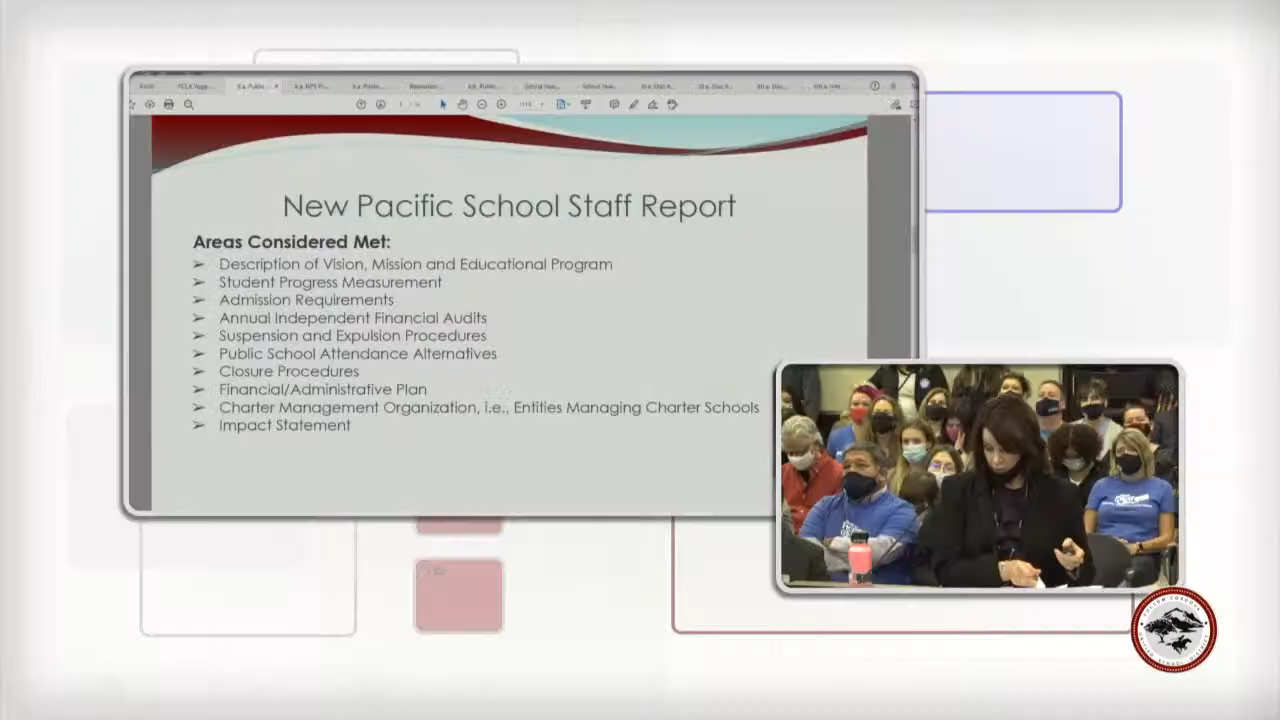 New Pacific School Staff Report
Areas Considered Met:
➢ Description of Vision, Mission and Educational Program
➢ Student Progress Measurement
➢ Admission Requirements
➢ Annual Independent Financial Audits
➢ Suspension and Expulsion Procedures
➢ Public School Attendance Alternatives
➢ Closure Procedures
➢ Financial/Administrative Plan
➢ Charter Management Organization, i.e., Entities Managing Charter Schools
➢ Impact Statement